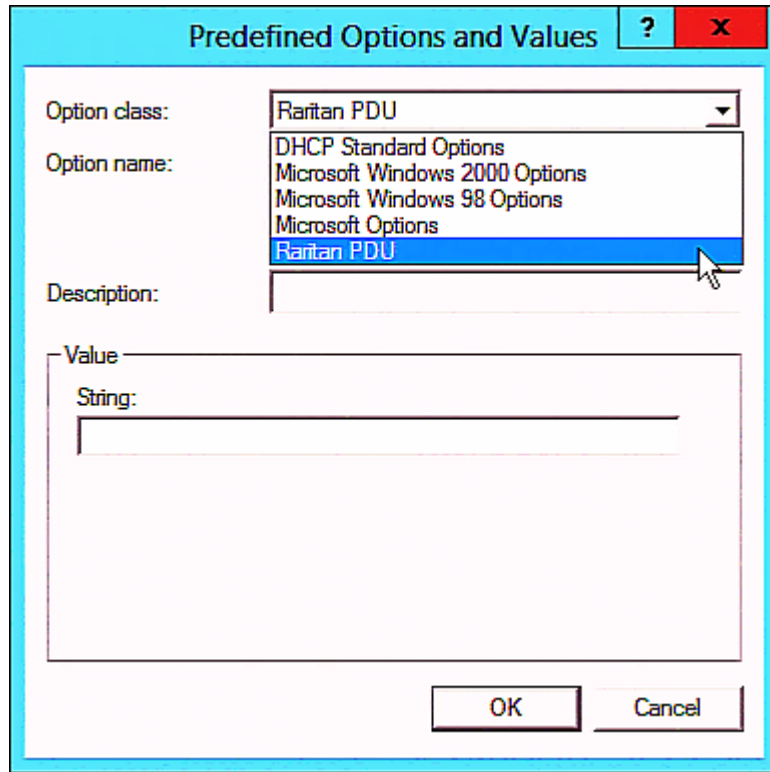 Predefined Options and Values ? x
Option class: Raritan PDU
DHCP Standard Options
Option name: Microsoft Windows 2000 Options
Microsoft Windows 98 Options
Microsoft Options
Raritan PDU
Description:
Value
String:
OK Cancel